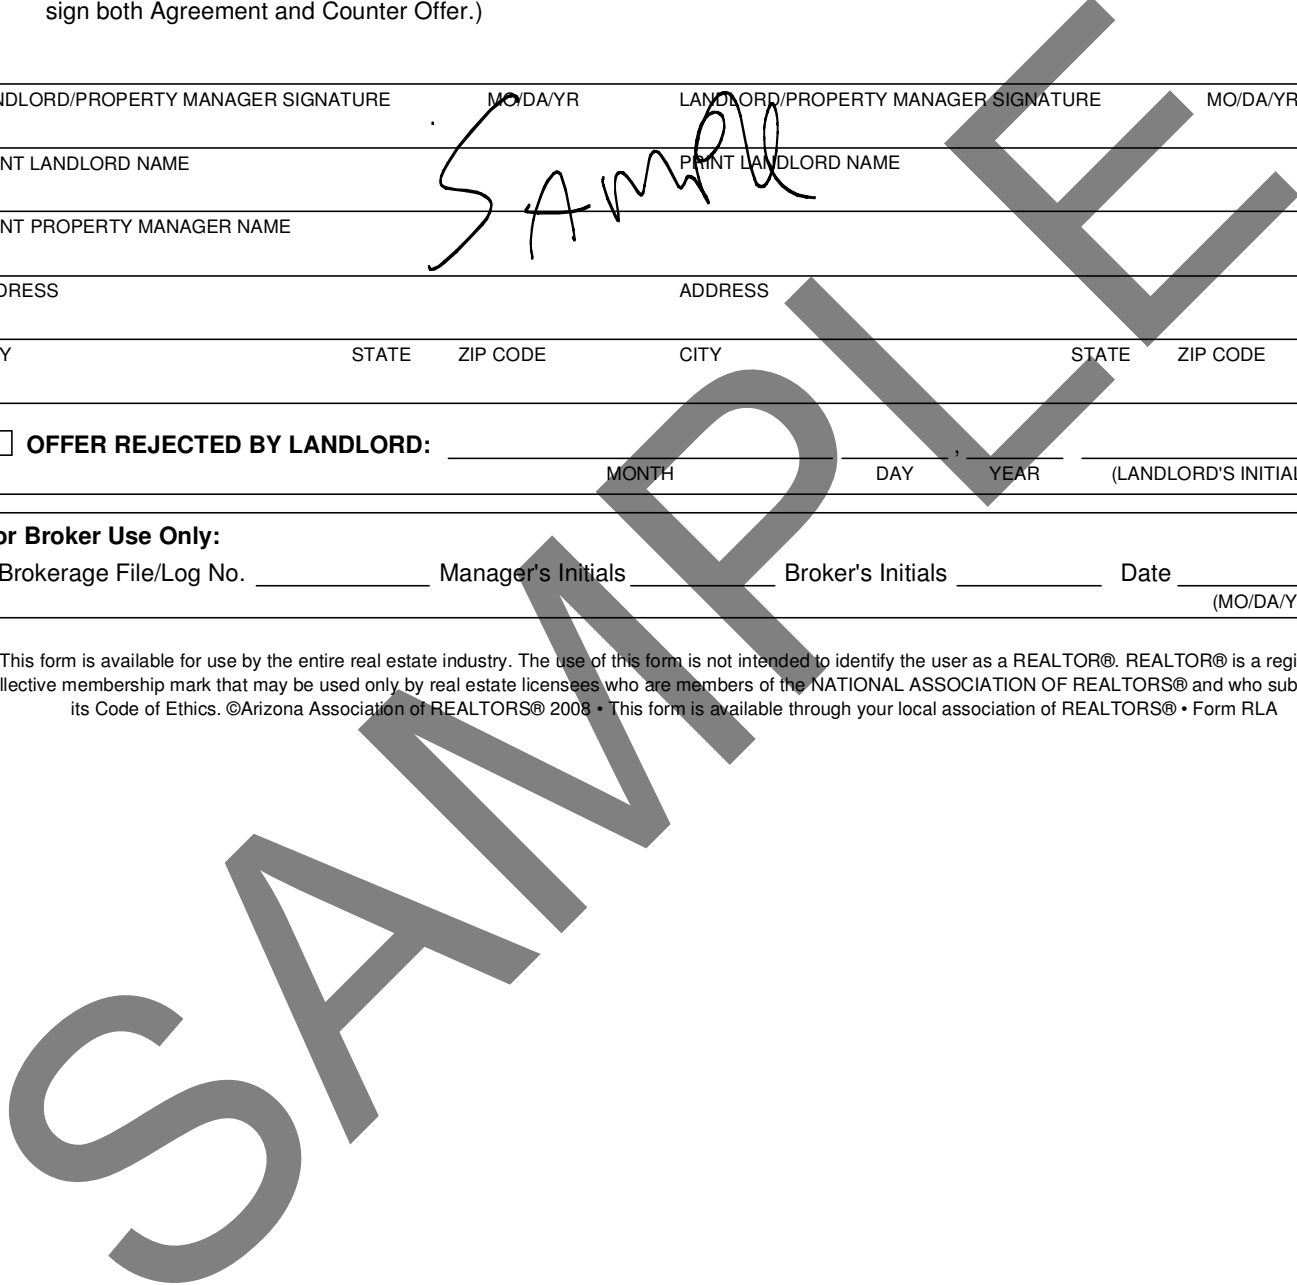 sign both Agreement and Counter Offer.)
NDLORD/PROPERTY MANAGER SIGNATURE MO/DA/YR LANDLORD/PROPERTY MANAGER SIGNATURE MO/DA/YR
SAmPlE
NT LANDLORD NAME PRINT LANDLORD NAME
NT PROPERTY MANAGER NAME
DRESS ADDRESS
Y STATE ZIP CODE CITY STATE ZIP CODE
OFFER REJECTED BY LANDLORD: ,
MONTH DAY YEAR (LANDLORD'S INITIAL
or Broker Use Only:
Brokerage File/Log No. Manager's Initials Broker's Initials Date
(MO/DA/Y
This form is available for use by the entire real estate industry. The use of this form is not intended to identify the user as a REALTOR®. REALTOR® is a regi
llective membership mark that may be used only by real estate licensees who are members of the NATIONAL ASSOCIATION OF REALTORS® and who sub
its Code of Ethics. ©Arizona Association of REALTORS® 2008 • This form is available through your local association of REALTORS® • Form RLA
SAMPLE